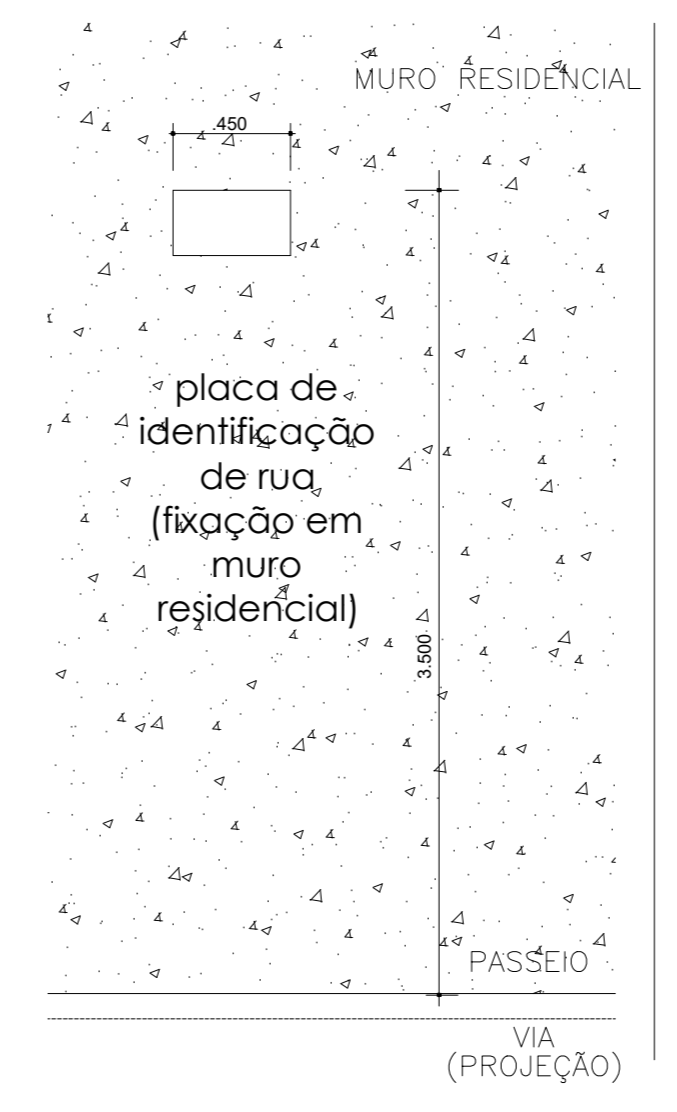 MURO RESIDENCIAL
.450
placa de
identificação
de rua
(fixação em
muro
residencial)
3.500
PASSEIO
VIA
(PROJEÇÃO)